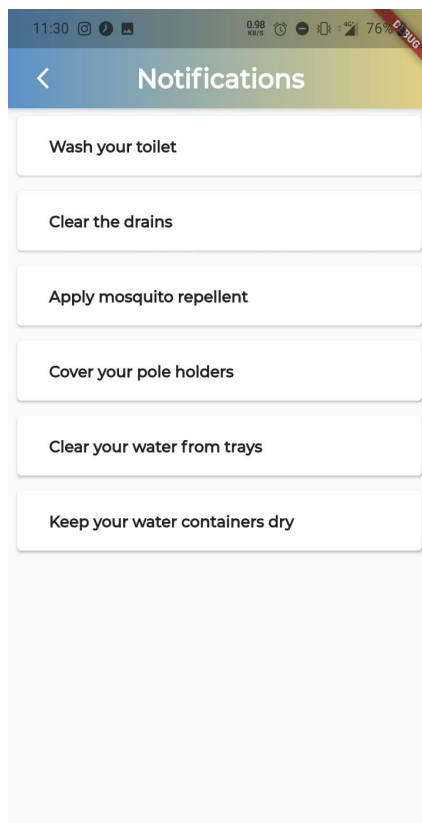 11:30
0.98
KB/S
4G
76%
DEBUG
Notifications
Wash your toilet
Clear the drains
Apply mosquito repellent
Cover your pole holders
Clear your water from trays
Keep your water containers dry